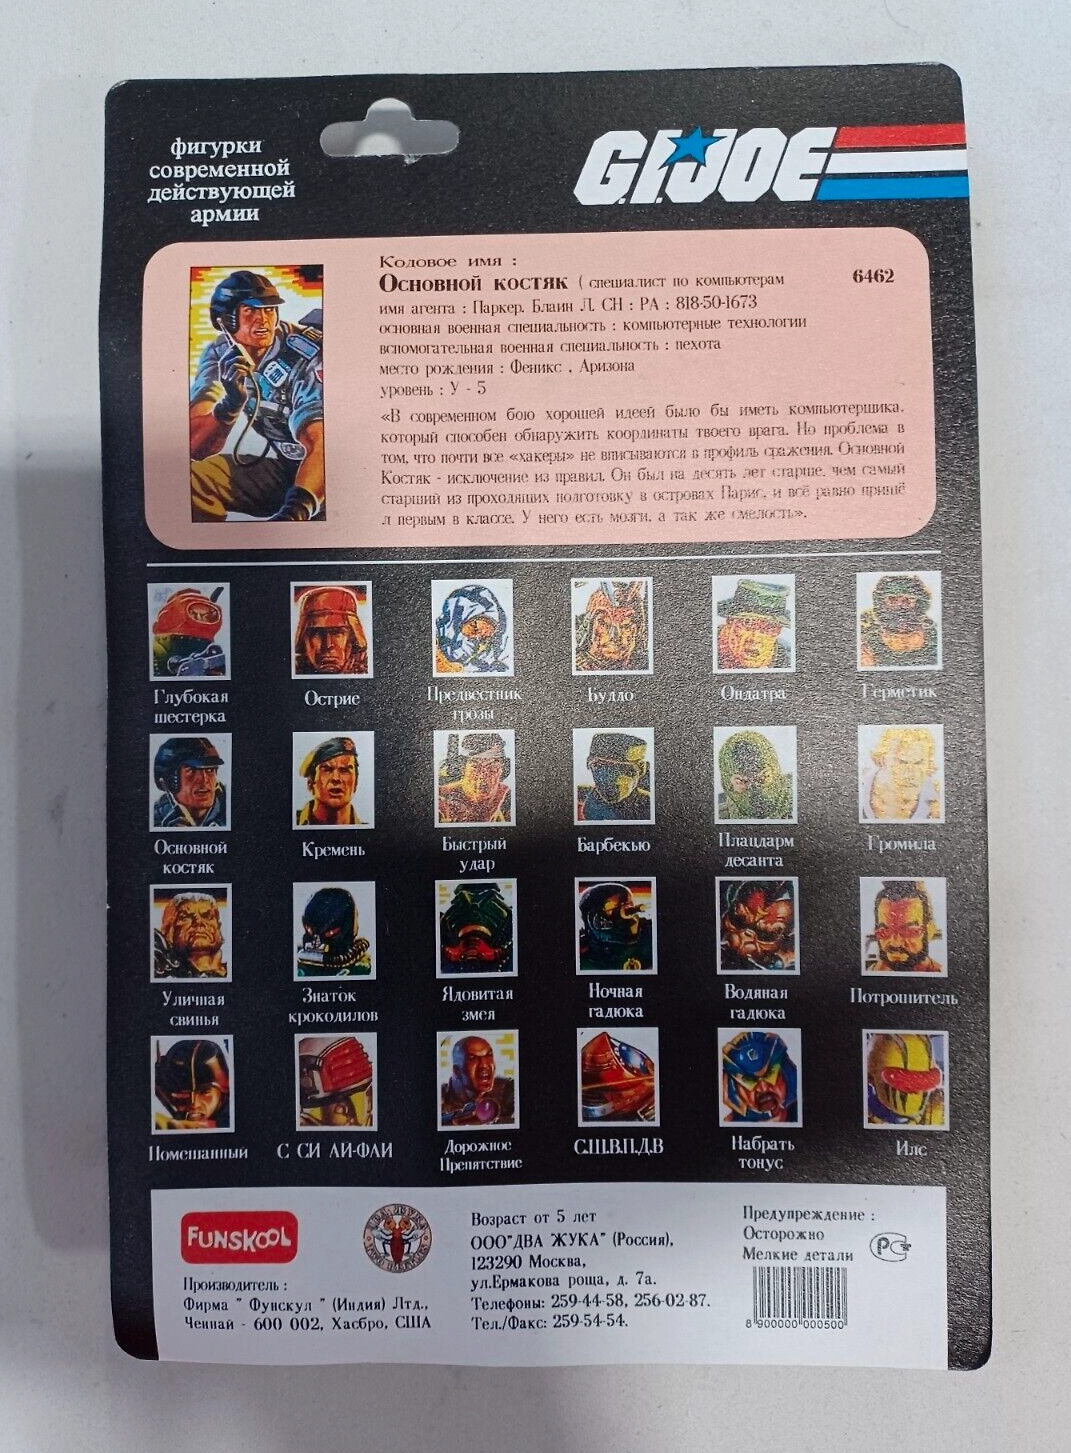 фигурки
современной
действующей
армии
G.I.JOE
Кодовое имя :
Основной костяк ( специалист по компьютерам
6462
имя агента : Паркер. Блаин Л. СН : РА : 818-50-1673
основная военная специальность : компьютерные технологии
вспомогательная военная специальность : пехота
место рождения : Феникс , Аризона
уровень : У - 5
«В современном бою хорошей идеей было бы иметь компьютершика.
который способен обнаружить координаты твоего врага. Но проблема в
том, что почти все «хакеры» не вписываются в профиль сражения. Основной
Костяк - исключение из правил. Он был на десять лет старше. чем самый
старший из проходящих подготовку в островах Парис. и всё равно пришё
л первым в классе. У него есть мозги. а так же смелость».
Глубокая
шестерка
Острие
Предвестник
грозы
Буддо
Ондатра
Герметик
Основной
костяк
Кремень
Быстрый
удар
Барбекью
Плацдарм
десанта
Громила
Уличная
свинья
Знаток
крокодилов
Ядовитая
змея
Ночная
гадюка
Водяная
гадюка
Потрошитель
Помешанный
С СИ АЙ-ФАИ
Дорожное
Препятствие
С.Ш.В.П.Д.В
Набрать
тонус
Илс
FUNSKOOL
Производитель :
Фирма " Фунскул " (Индия) Лтд.,
Ченнай - 600 002, Хасбро, США
Возраст от 5 лет
ООО"ДВА ЖУКА" (Россия),
123290 Москва,
ул.Ермакова роща, д. 7а.
Телефоны: 259-44-58, 256-02-87.
Тел./Факс: 259-54-54.
Предупреждение :
Осторожно
Мелкие детали
8 900000 000500